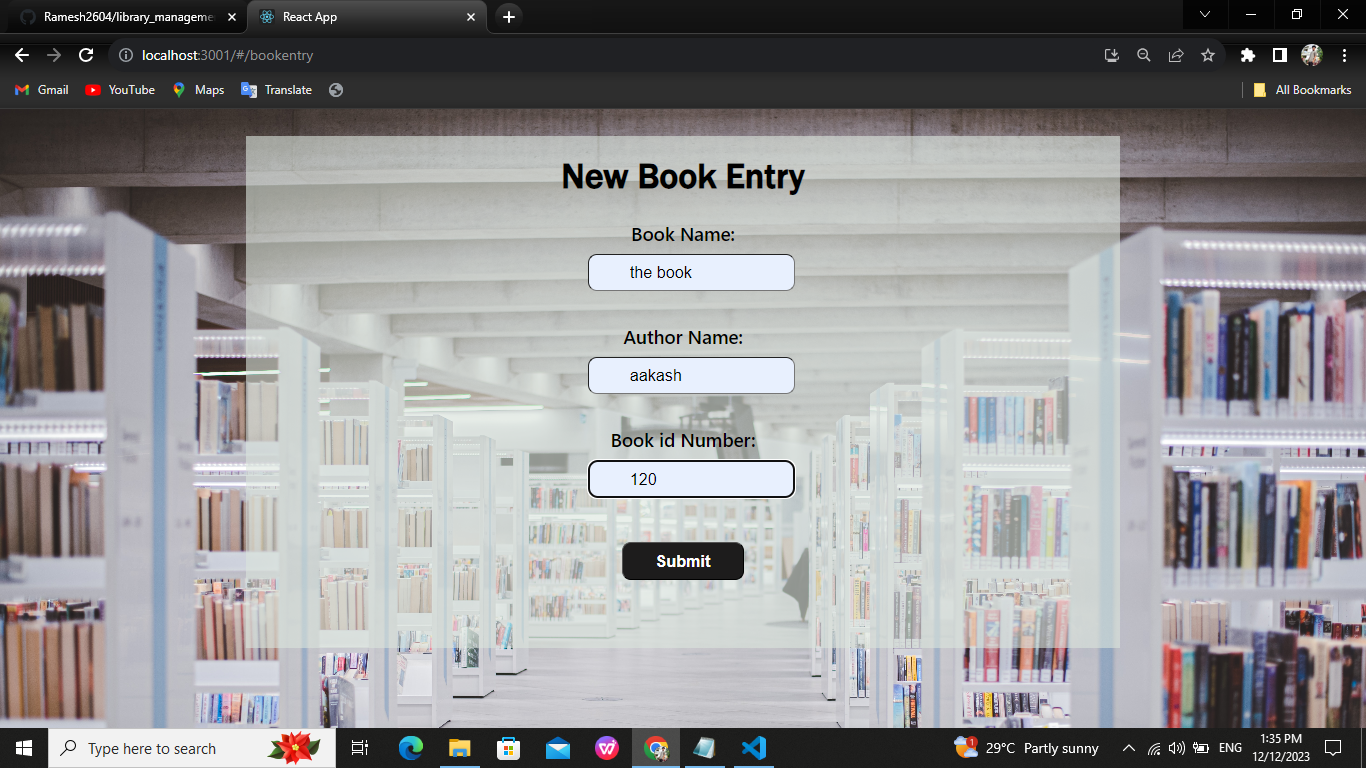 Ramesh2604/library_manageme
React App
localhost:3001/#/bookentry
Gmail
YouTube
Maps
Translate
All Bookmarks
New Book Entry
Book Name:
the book
Author Name:
aakash
Book id Number:
120
Submit
Type here to search
1
29°C Partly sunny
ENG
1:35 PM
12/12/2023